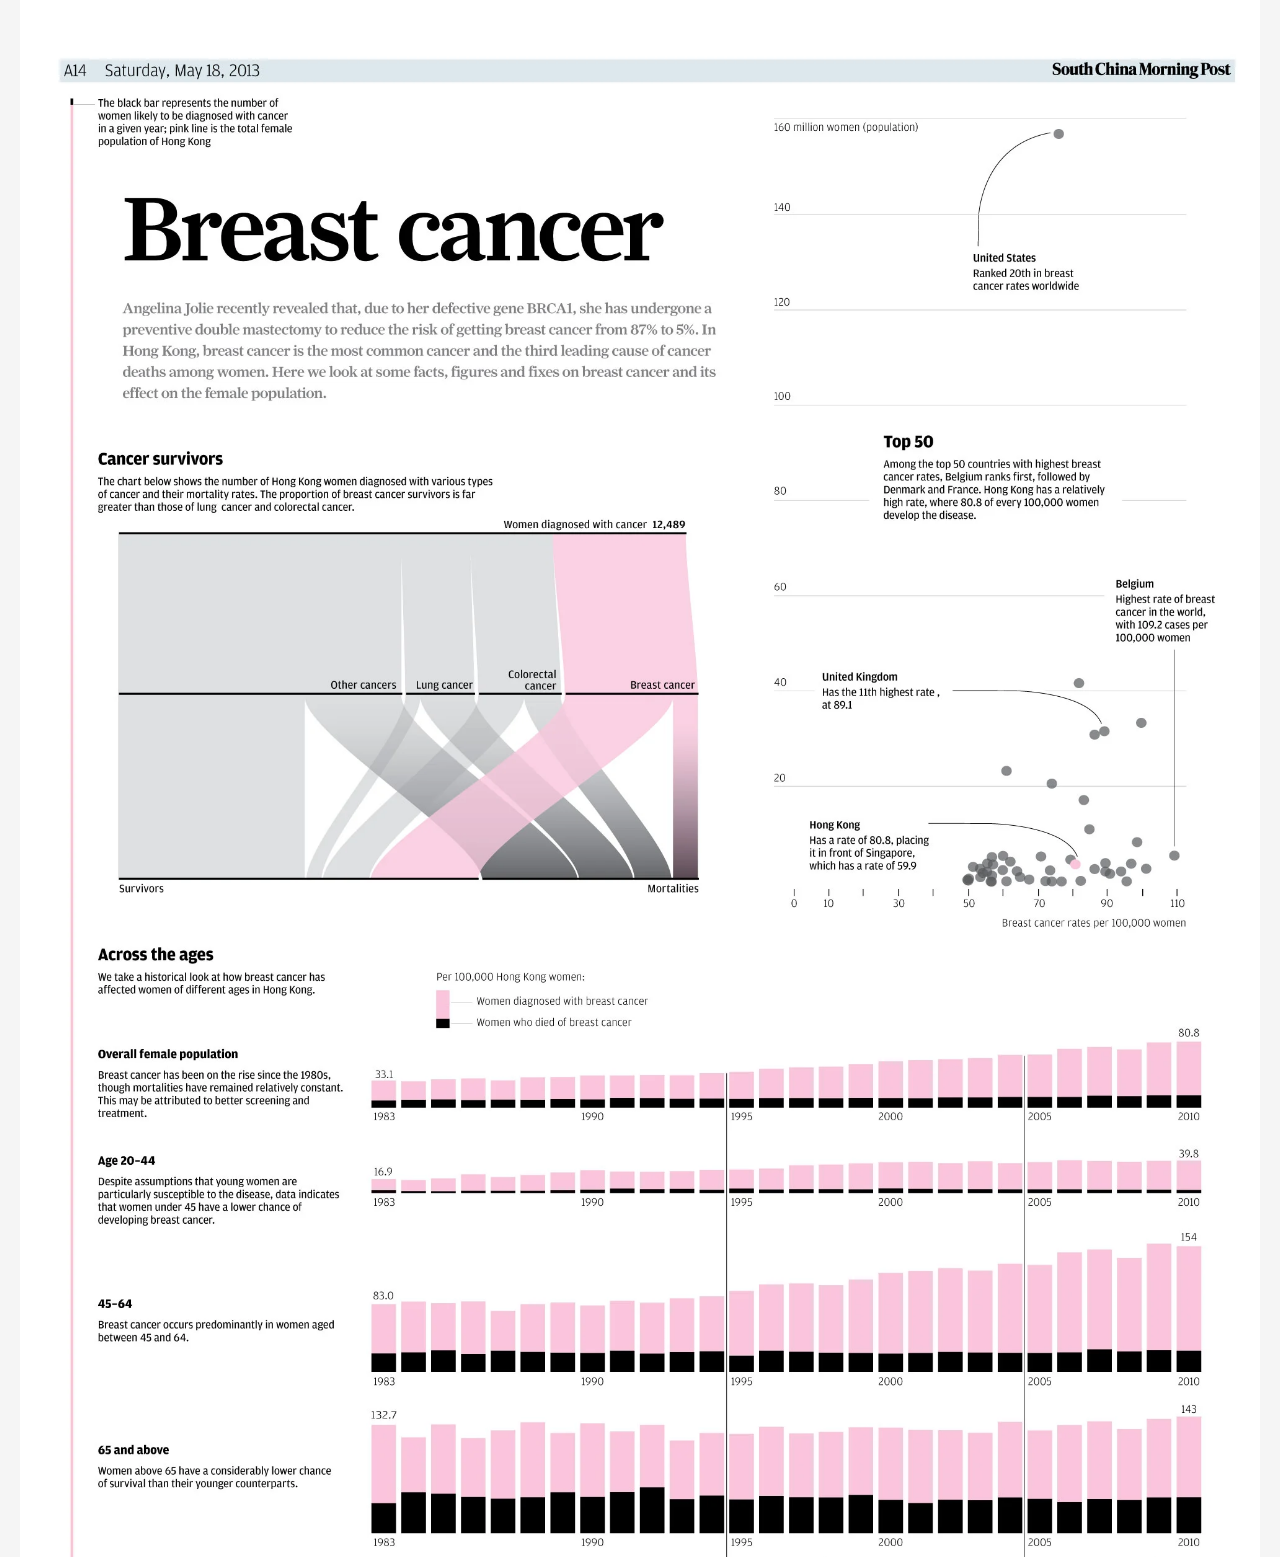 A14 Saturday, May 18, 2013
South China Morning Post
The black bar represents the number of
women likely to be diagnosed with cancer
in a given year; pink line is the total female
population of Hong Kong
Breast cancer
Angelina Jolie recently revealed that, due to her defective gene BRCA1, she has undergone a
preventive double mastectomy to reduce the risk of getting breast cancer from 87% to 5%. In
Hong Kong, breast cancer is the most common cancer and the third leading cause of cancer
deaths among women. Here we look at some facts, figures and fixes on breast cancer and its
effect on the female population.
160 million women (population)
140
United States
Ranked 20th in breast
cancer rates worldwide
120
100
Top 50
Among the top 50 countries with highest breast
cancer rates, Belgium ranks first, followed by
Denmark and France. Hong Kong has a relatively
high rate, where 80.8 of every 100,000 women
develop the disease.
80
60
Belgium
Highest rate of breast
cancer in the world,
with 109.2 cases per
100,000 women
40
United Kingdom
Has the 11th highest rate ,
at 89.1
20
Hong Kong
Has a rate of 80.8, placing
it in front of Singapore,
which has a rate of 59.9
0 10 30 50 70 90 110
Breast cancer rates per 100,000 women
Cancer survivors
The chart below shows the number of Hong Kong women diagnosed with various types
of cancer and their mortality rates. The proportion of breast cancer survivors is far
greater than those of lung cancer and colorectal cancer.
Women diagnosed with cancer 12,489
Other cancers
Lung cancer
Colorectal
cancer
Breast cancer
Survivors
Mortalities
Across the ages
We take a historical look at how breast cancer has
affected women of different ages in Hong Kong.
Per 100,000 Hong Kong women:
Women diagnosed with breast cancer
Women who died of breast cancer
Overall female population
Breast cancer has been on the rise since the 1980s,
though mortalities have remained relatively constant.
This may be attributed to better screening and
treatment.
33.1
80.8
1983 1990 1995 2000 2005 2010
Age 20–44
Despite assumptions that young women are
particularly susceptible to the disease, data indicates
that women under 45 have a lower chance of
developing breast cancer.
16.9
39.8
1983 1990 1995 2000 2005 2010
45–64
Breast cancer occurs predominantly in women aged
between 45 and 64.
83.0
154
1983 1990 1995 2000 2005 2010
65 and above
Women above 65 have a considerably lower chance
of survival than their younger counterparts.
132.7
143
1983 1990 1995 2000 2005 2010